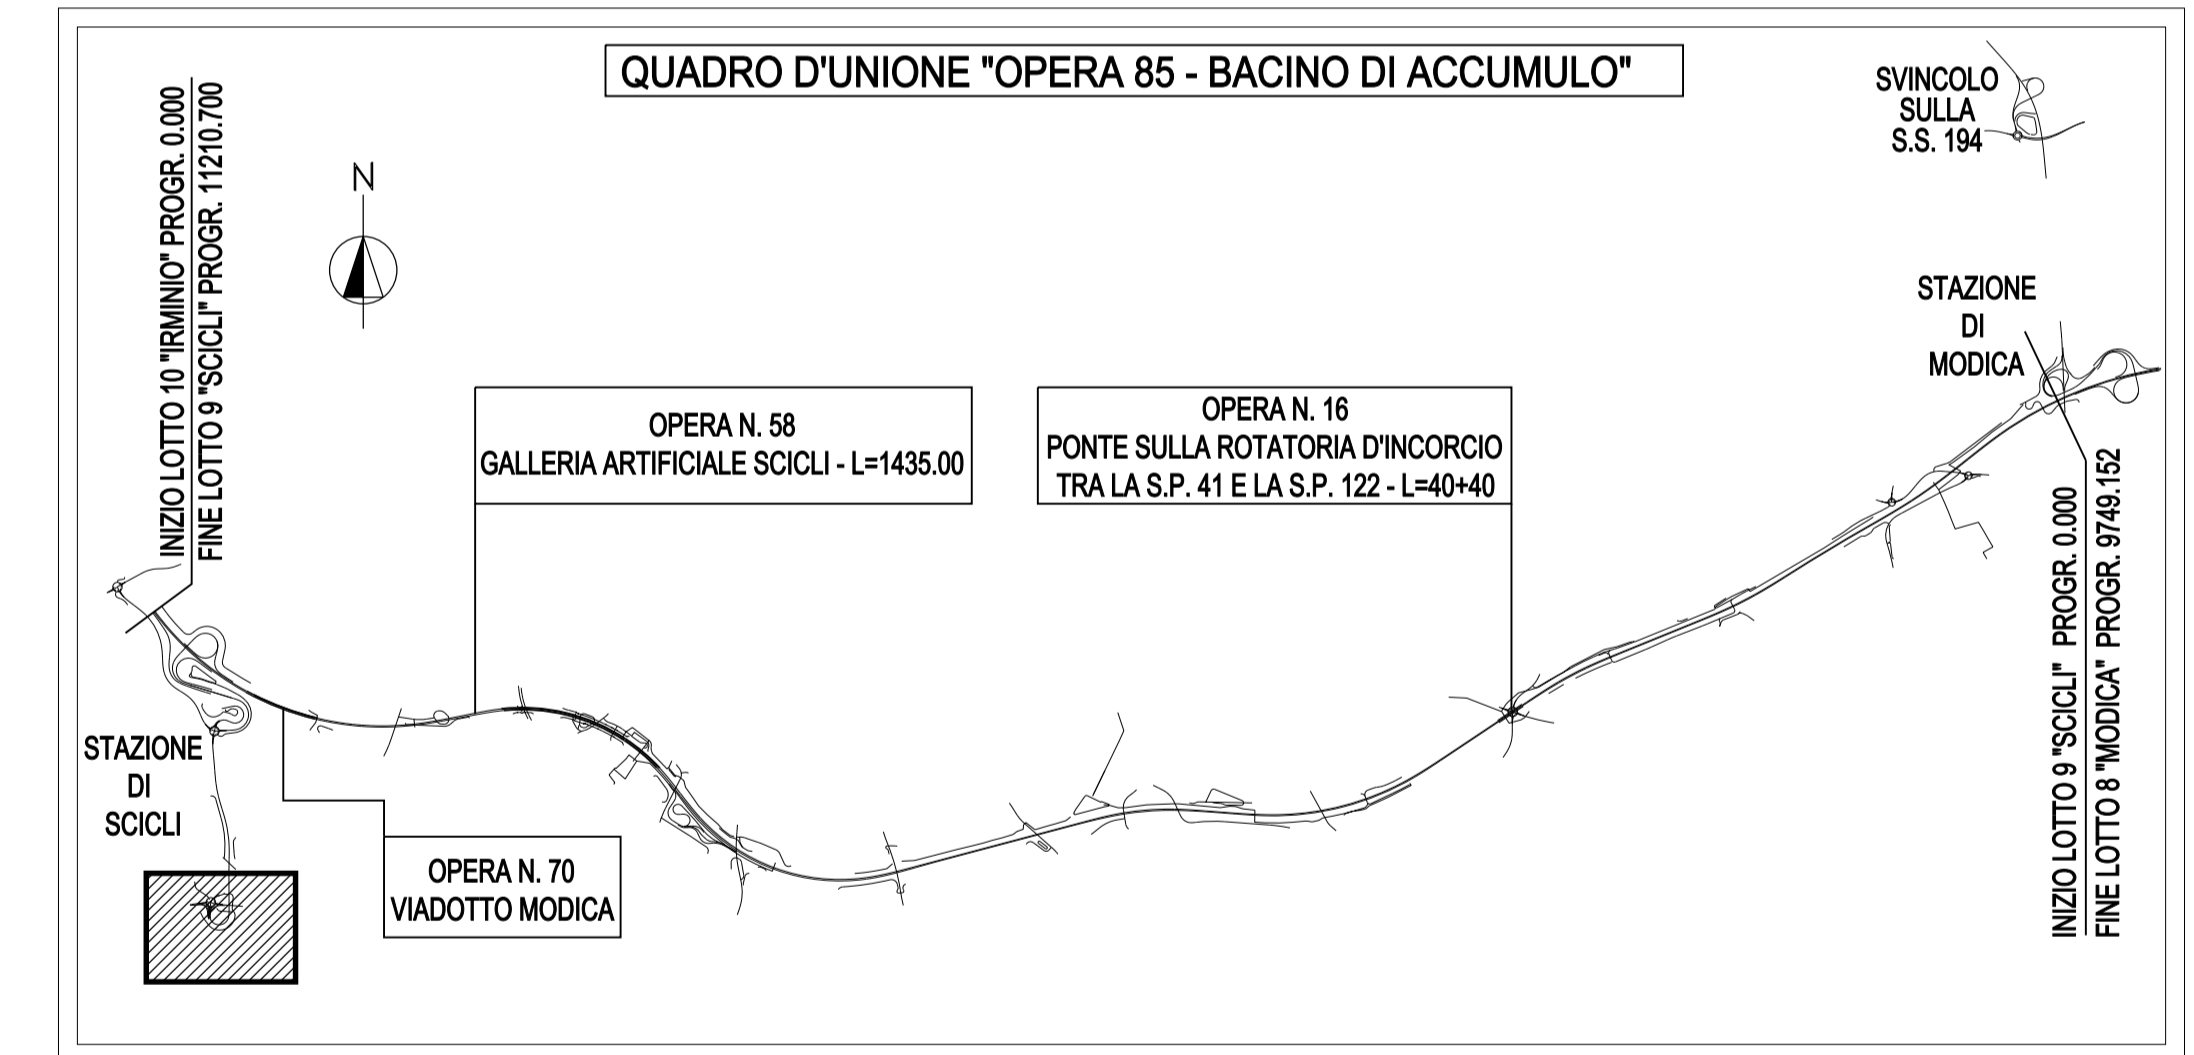 QUADRO D'UNIONE "OPERA 85 - BACINO DI ACCUMULO"
SVINCOLO
SULLA
S.S. 194
INIZIO LOTTO 10 "IRMINIO" PROGR. 0.000
FINE LOTTO 9 "SCICLI" PROGR. 11210.700
N
STAZIONE
DI
MODICA
OPERA N. 58
GALLERIA ARTIFICIALE SCICLI - L=1435.00
OPERA N. 16
PONTE SULLA ROTATORIA D'INCORCIO
TRA LA S.P. 41 E LA S.P. 122 - L=40+40
INIZIO LOTTO 9 "SCICLI" PROGR. 0.000
FINE LOTTO 8 "MODICA" PROGR. 9749.152
STAZIONE
DI
SCICLI
OPERA N. 70
VIADOTTO MODICA